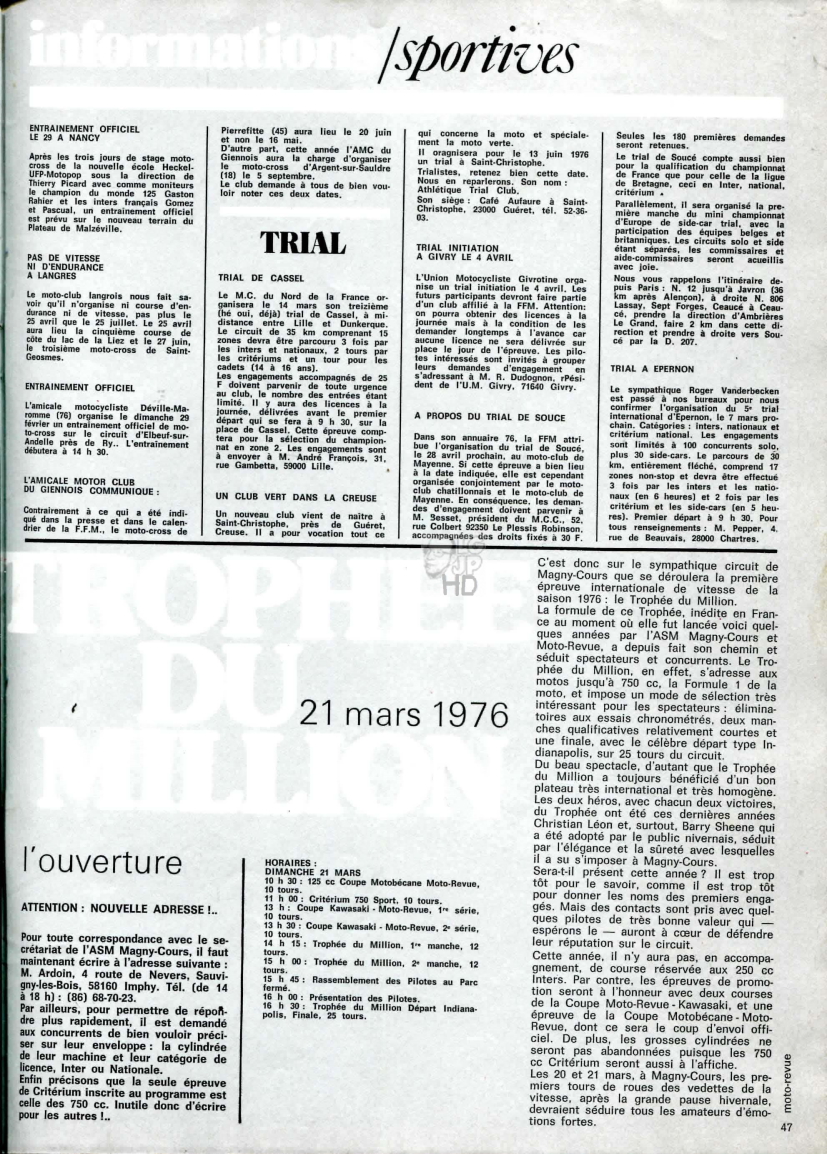 informations/sportives
ENTRAINEMENT OFFICIEL
LE 29 A NANCY
Après les trois jours de stage moto-
cross de la nouvelle école Heckel-
UFP-Motopop sous la direction de
Thierry Picard avec comme moniteurs
le champion du monde 125 Gaston
Rahier et les inters français Gomez
et Pascual, un entrainement officiel
est prévu sur le nouveau terrain du
Plateau de Malzéville.
PAS DE VITESSE
NI D'ENDURANCE
A LANGRES
Le moto-club langrois nous fait sa-
voir qu'il n'organise ni course d'en-
durance ni de vitesse, pas plus le
25 avril que le 25 juillet. Le 25 avril
aura lieu la cinquième course de
côte du lac de la Liez et le 27 juin,
le troisième moto-cross de Saint-
Geosmes.
ENTRAINEMENT OFFICIEL
L'amicale motocycliste Déville-Ma-
romme (76) organise le dimanche 29
février un entrainement officiel de mo-
to-cross sur le circuit d'Elbeuf-sur-
Andelle près de Ry.. L'entraînement
débutera à 14 h 30.
L'AMICALE MOTOR CLUB
DU GIENNOIS COMMUNIQUE :
Contrairement à ce qui a été indi-
qué dans la presse et dans le calen-
drier de la F.F.M., le moto-cross de
Pierrefitte (45) aura lieu le 20 juin
et non le 16 mai.
D'autre part, cette année l'AMC du
Giennois aura la charge d'organiser
le moto-cross d'Argent-sur-Sauldre
(18) le 5 septembre.
Le club demande à tous de bien vou-
loir noter ces deux dates.
TRIAL
TRIAL DE CASSEL
Le M.C. du Nord de la France or-
ganisera le 14 mars son treizième
(hé oui, déjà) trial de Cassel, à mi-
distance entre Lille et Dunkerque.
Le circuit de 35 km comprenant 15
zones devra être parcouru 3 fois par
les inters et nationaux, 2 tours par
les critériums et un tour pour les
cadets (14 à 16 ans).
Les engagements accompagnés de 25
F doivent parvenir de toute urgence
au club, le nombre des entrées étant
limité. Il y aura des licences à la
journée, délivrées avant le premier
départ qui se fera à 9 h 30, sur la
place de Cassel. Cette épreuve comp-
tera pour la sélection du champion-
nat en zone 2. Les engagements sont
à envoyer à M. André François, 31,
rue Gambetta, 59000 Lille.
UN CLUB VERT DANS LA CREUSE
Un nouveau club vient de naître à
Saint-Christophe, près de Guéret,
Creuse. Il a pour vocation tout ce
qui concerne la moto et spéciale-
ment la moto verte.
Il oragnisera pour le 13 juin 1976
un trial à Saint-Christophe.
Trialistes, retenez bien cette date.
Nous en reparlerons. Son nom :
Athlétique Trial Club.
Son siège : Café Aufaure à Saint-
Christophe, 23000 Guéret, tél. 52-36-
03.
TRIAL INITIATION
A GIVRY LE 4 AVRIL
L'Union Motocycliste Givrotine orga-
nise un trial initiation le 4 avril. Les
futurs participants devront faire partie
d'un club affilié à la FFM. Attention:
on pourra obtenir des licences à la
journée mais à la condition de les
demander longtemps à l'avance car
aucune licence ne sera délivrée sur
place le jour de l'épreuve. Les pilo-
tes intéressés sont invités à grouper
leurs demandes d'engagement en
s'adressant à M. R. Dudognon, rPési-
dent de l'U.M. Givry, 71640 Givry.
A PROPOS DU TRIAL DE SOUCE
Dans son annuaire 76, la FFM attri-
bue l'organisation du trial de Soucé,
le 28 avril prochain, au moto-club de
Mayenne. Si cette épreuve a bien lieu
à la date indiquée, elle est cependant
organisée conjointement par le moto-
club chatillonnais et le moto-club de
Mayenne. En conséquence, les deman-
des d'engagement doivent parvenir à
M. Sesset, président du M.C.C., 52,
rue Colbert 92350 Le Plessis Robinson,
accompagnées des droits fixés à 30 F.
Seules les 180 premières demandes
seront retenues.
Le trial de Soucé compte aussi bien
pour la qualification du championnat
de France que pour celle de la ligue
de Bretagne, ceci en Inter, national,
critérium.
Parallèlement, il sera organisé la pre-
mière manche du mini championnat
d'Europe de side-car trial, avec la
participation des équipes belges et
britanniques. Les circuits solo et side
étant séparés, les commissaires et
aide-commissaires seront acueillis
avec joie.
Nous vous rappelons l'itinéraire de-
puis Paris : N. 12 jusqu'à Javron (36
km après Alençon), à droite N. 806
Lassay, Sept Forges, Ceaucé à Ceau-
cé, prendre la direction d'Ambrières
Le Grand, faire 2 km dans cette di-
rection et prendre à droite vers Sou-
cé par la D. 207.
TRIAL A EPERNON
Le sympathique Roger Vanderbecken
est passé à nos bureaux pour nous
confirmer l'organisation du 5e trial
international d'Epernon, le 7 mars pro-
chain. Catégories : inters, nationaux et
critérium national. Les engagements
sont limités à 100 concurrents solo,
plus 30 side-cars. Le parcours de 30
km, entièrement fléché, comprend 17
zones non-stop et devra être effectué
3 fois par les inters et les natio-
naux (en 6 heures) et 2 fois par les
critérium et les side-cars (en 5 heu-
res). Premier départ à 9 h 30. Pour
tous renseignements : M. Pepper, 4.
rue de Beauvais, 28000 Chartres.
TROPHÉE
DU
MILLION
21 mars 1976
HD
l'ouverture
ATTENTION : NOUVELLE ADRESSE !..
Pour toute correspondance avec le se-
crétariat de l'ASM Magny-Cours, il faut
maintenant écrire à l'adresse suivante :
M. Ardoin, 4 route de Nevers, Sauvi-
gny-les-Bois, 58160 Imphy. Tél. (de 14
à 18 h) : (86) 68-70-23.
Par ailleurs, pour permettre de répon-
dre plus rapidement, il est demandé
aux concurrents de bien vouloir préci-
ser sur leur enveloppe : la cylindrée
de leur machine et leur catégorie de
licence, Inter ou Nationale.
Enfin précisons que la seule épreuve
de Critérium inscrite au programme est
celle des 750 cc. Inutile donc d'écrire
pour les autres !..
HORAIRES :
DIMANCHE 21 MARS
10 h 30 : 125 cc Coupe Motobécane Moto-Revue,
10 tours.
11 h 00 : Critérium 750 Sport, 10 tours.
13 h : Coupe Kawasaki - Moto-Revue, 1re série,
10 tours.
13 h 30 : Coupe Kawasaki - Moto-Revue, 2e série,
10 tours.
14 h 15 : Trophée du Million, 1re manche, 12
tours.
15 h 00 : Trophée du Million, 2e manche, 12
tours.
15 h 45 : Rassemblement des Pilotes au Parc
fermé.
16 h 00 : Présentation des Pilotes.
16 h 30 : Trophée du Million Départ Indiana-
polis, Finale, 25 tours.
C'est donc sur le sympathique circuit de
Magny-Cours que se déroulera la première
épreuve internationale de vitesse de la
saison 1976 : le Trophée du Million.
La formule de ce Trophée, inédite en Fran-
ce au moment où elle fut lancée voici quel-
ques années par l'ASM Magny-Cours et
Moto-Revue, a depuis fait son chemin et
séduit spectateurs et concurrents. Le Tro-
phée du Million, en effet, s'adresse aux
motos jusqu'à 750 cc, la Formule 1 de la
moto, et impose un mode de sélection très
intéressant pour les spectateurs : élimina-
toires aux essais chronométrés, deux man-
ches qualificatives relativement courtes et
une finale, avec le célèbre départ type In-
dianapolis, sur 25 tours du circuit.
Du beau spectacle, d'autant que le Trophée
du Million a toujours bénéficié d'un bon
plateau très international et très homogène.
Les deux héros, avec chacun deux victoires,
du Trophée ont été ces dernières années
Christian Léon et, surtout, Barry Sheene qui
a été adopté par le public nivernais, séduit
par l'élégance et la sûreté avec lesquelles
il a su s'imposer à Magny-Cours.
Sera-t-il présent cette année ? Il est trop
tôt pour le savoir, comme il est trop tôt
pour donner les noms des premiers enga-
gés. Mais des contacts sont pris avec quel-
ques pilotes de très bonne valeur qui —
espérons le — auront à cœur de défendre
leur réputation sur le circuit.
Cette année, il n'y aura pas, en accompa-
gnement, de course réservée aux 250 cc
Inters. Par contre, les épreuves de promo-
tion seront à l'honneur avec deux courses
de la Coupe Moto-Revue - Kawasaki, et une
épreuve de la Coupe Motobécane - Moto-
Revue, dont ce sera le coup d'envoi offi-
ciel. De plus, les grosses cylindrées ne
seront pas abandonnées puisque les 750
cc Critérium seront aussi à l'affiche.
Les 20 et 21 mars, à Magny-Cours, les pre-
miers tours de roues des vedettes de la
vitesse, après la grande pause hivernale,
devraient séduire tous les amateurs d'émo-
tions fortes.
moto-revue
47